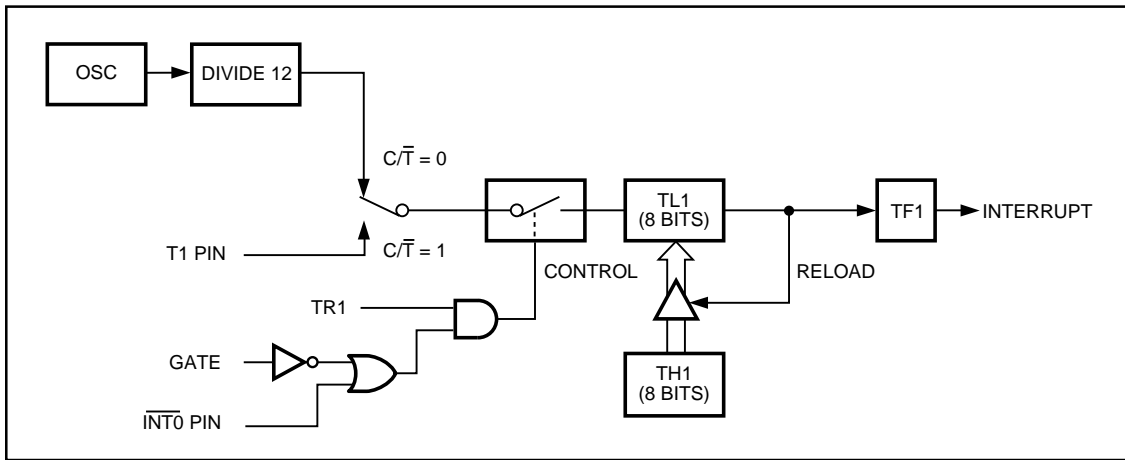 OSC
DIVIDE 12
C/T̅ = 0
T1 PIN
C/T̅ = 1
TL1
(8 BITS)
TF1
INTERRUPT
CONTROL
RELOAD
TR1
GATE
TH1
(8 BITS)
I̅N̅T̅0̅ PIN